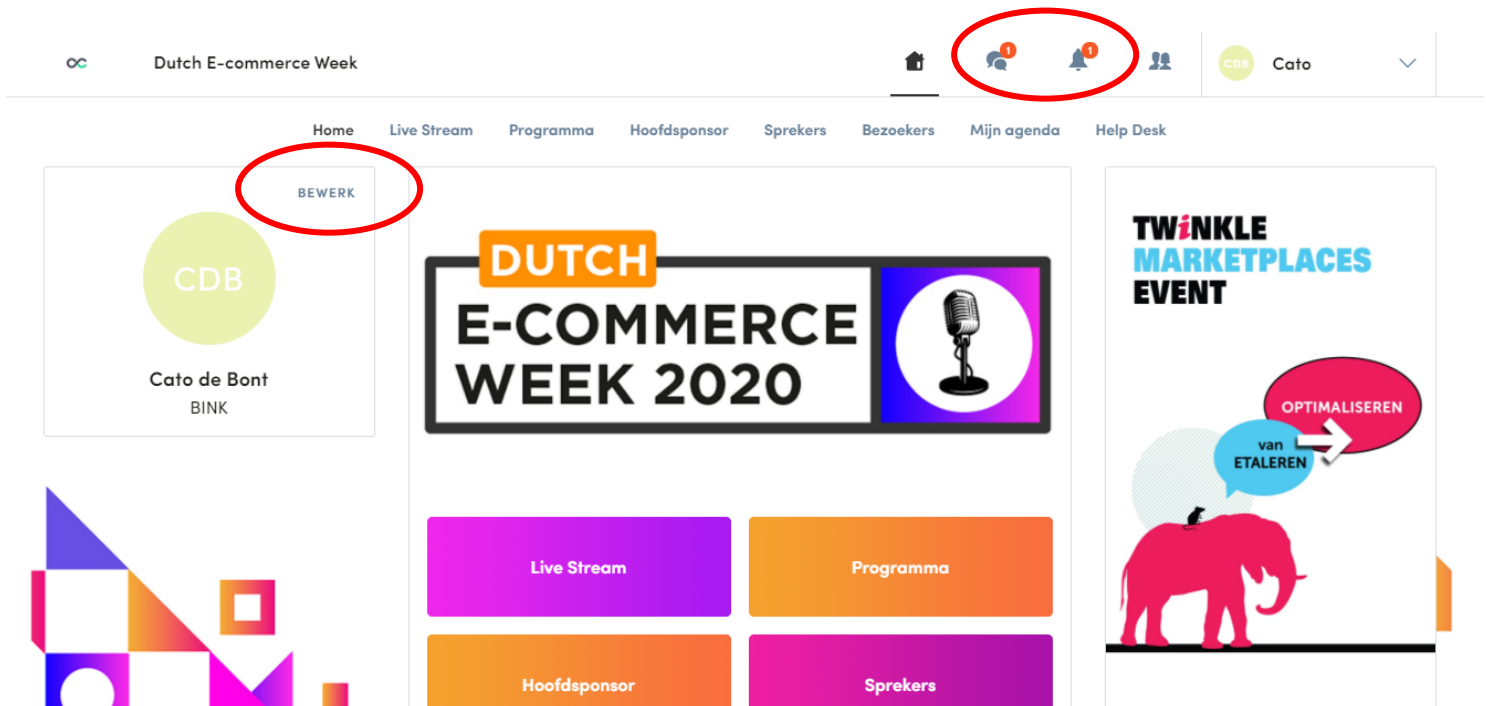 Dutch E-commerce Week
1
1
CDB
Cato
Home Live Stream Programma Hoofdsponsor Sprekers Bezoekers Mijn agenda Help Desk
BEWERK
CDB
Cato de Bont
BINK
DUTCH
E-COMMERCE
WEEK 2020
Live Stream
Programma
Hoofdsponsor
Sprekers
TWiNKLE
MARKETPLACES
EVENT
OPTIMALISEREN
van
ETALEREN